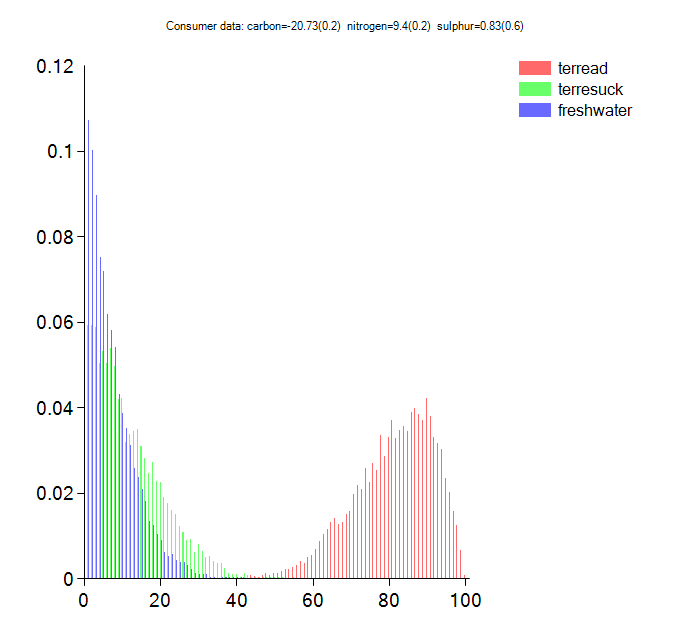 Consumer data: carbon=-20.73(0.2)  nitrogen=9.4(0.2)  sulphur=0.83(0.6)
terread
terresuck
freshwater
0.12
0.1
0.08
0.06
0.04
0.02
0
0 20 40 60 80 100